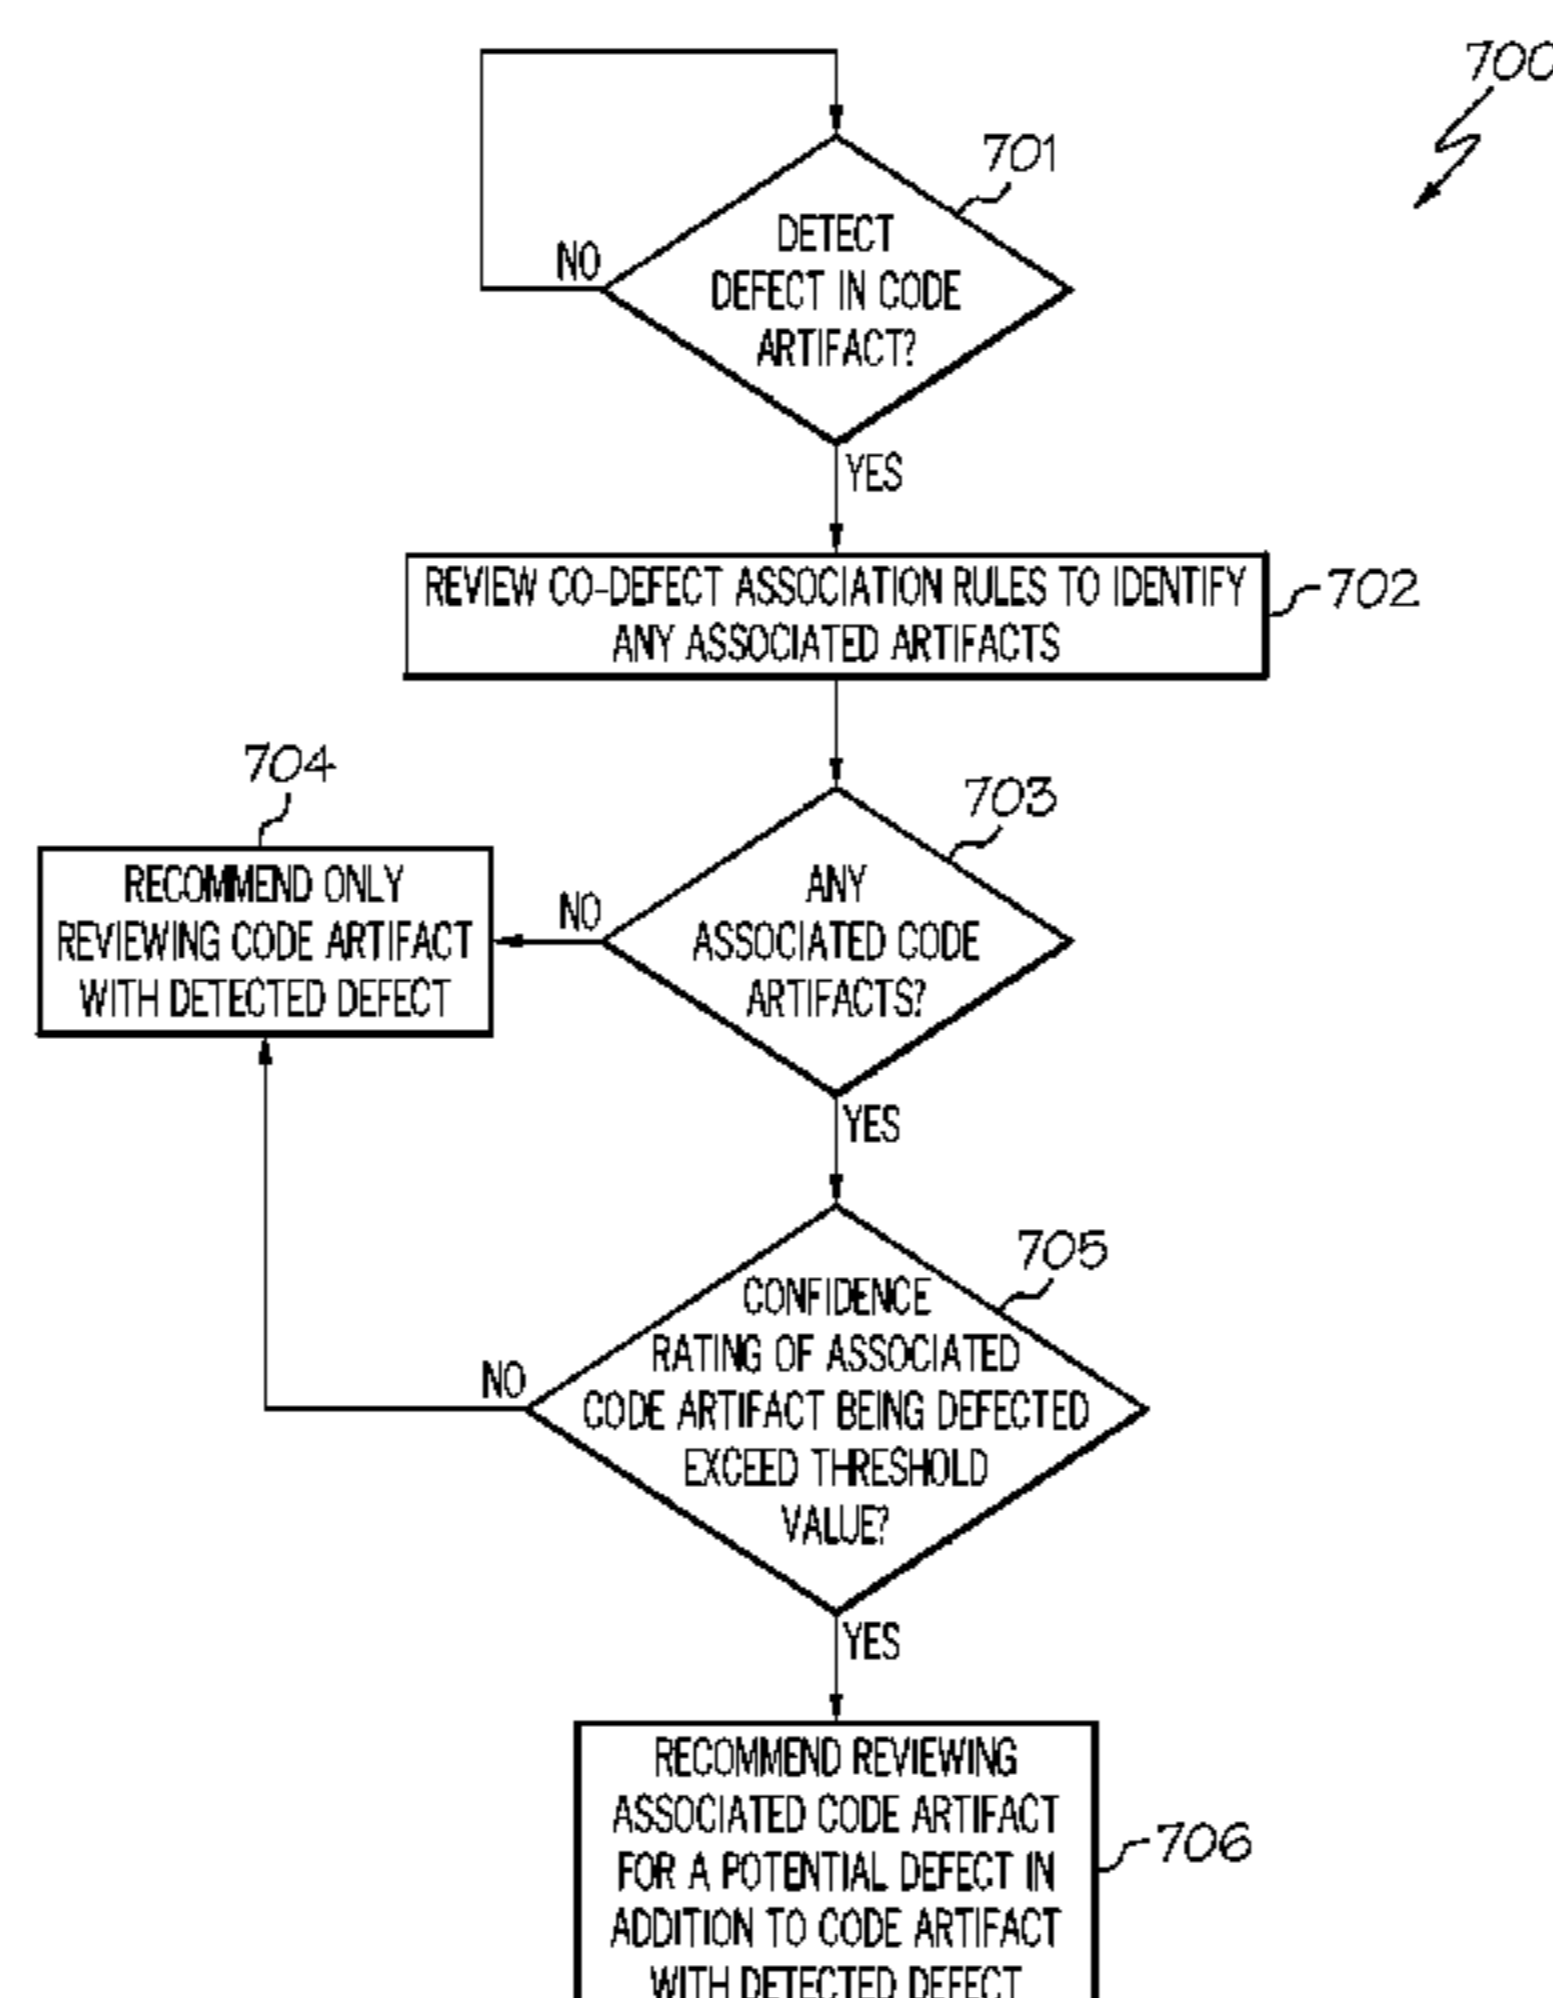 700
701
DETECT
DEFECT IN CODE
ARTIFACT?
NO
YES
REVIEW CO-DEFECT ASSOCIATION RULES TO IDENTIFY
ANY ASSOCIATED ARTIFACTS
702
704
RECOMMEND ONLY
REVIEWING CODE ARTIFACT
WITH DETECTED DEFECT
703
ANY
ASSOCIATED CODE
ARTIFACTS?
NO
YES
705
CONFIDENCE
RATING OF ASSOCIATED
CODE ARTIFACT BEING DEFECTED
EXCEED THRESHOLD
VALUE?
NO
YES
RECOMMEND REVIEWING
ASSOCIATED CODE ARTIFACT
FOR A POTENTIAL DEFECT IN
ADDITION TO CODE ARTIFACT
WITH DETECTED DEFECT
706